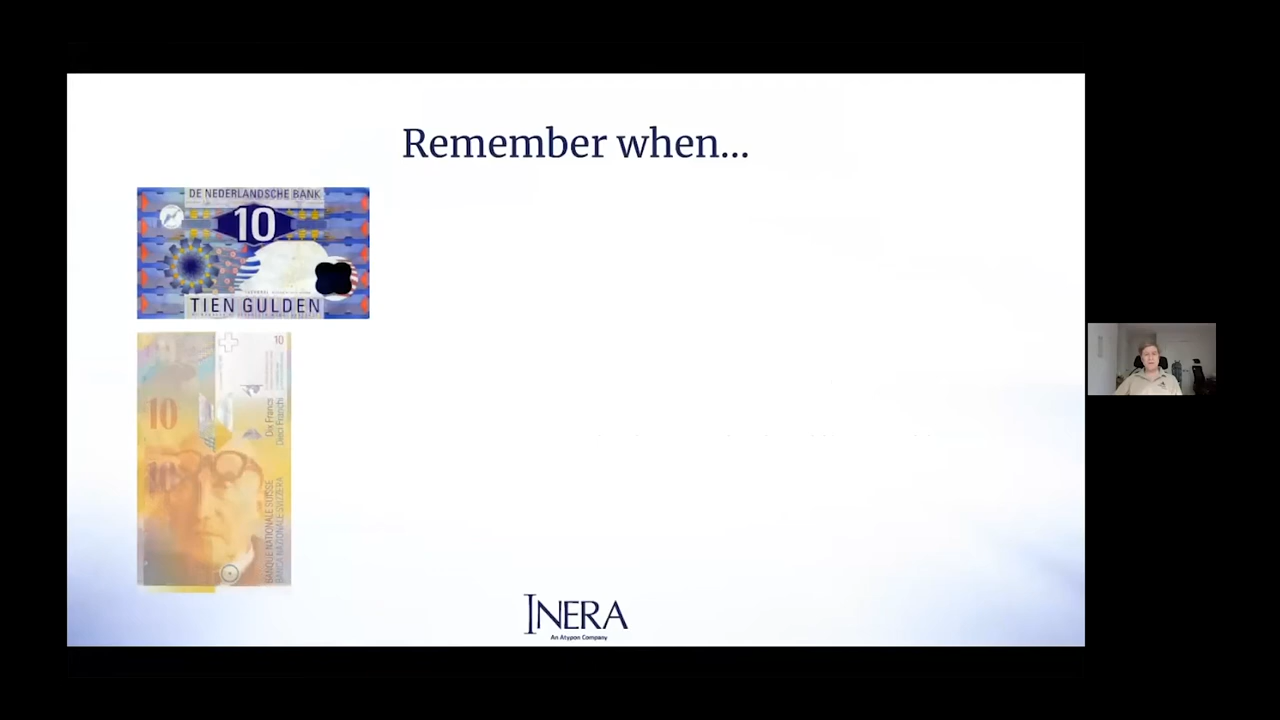 Remember when...
DE NEDERLANDSCHE BANK
10
TIEN GULDEN
10
10
10
Dix Francs
Dieci Franchi
BANQUE NATIONALE SUISSE
BANCA NAZIONALE SVIZZERA
INERA
An Atypon Company